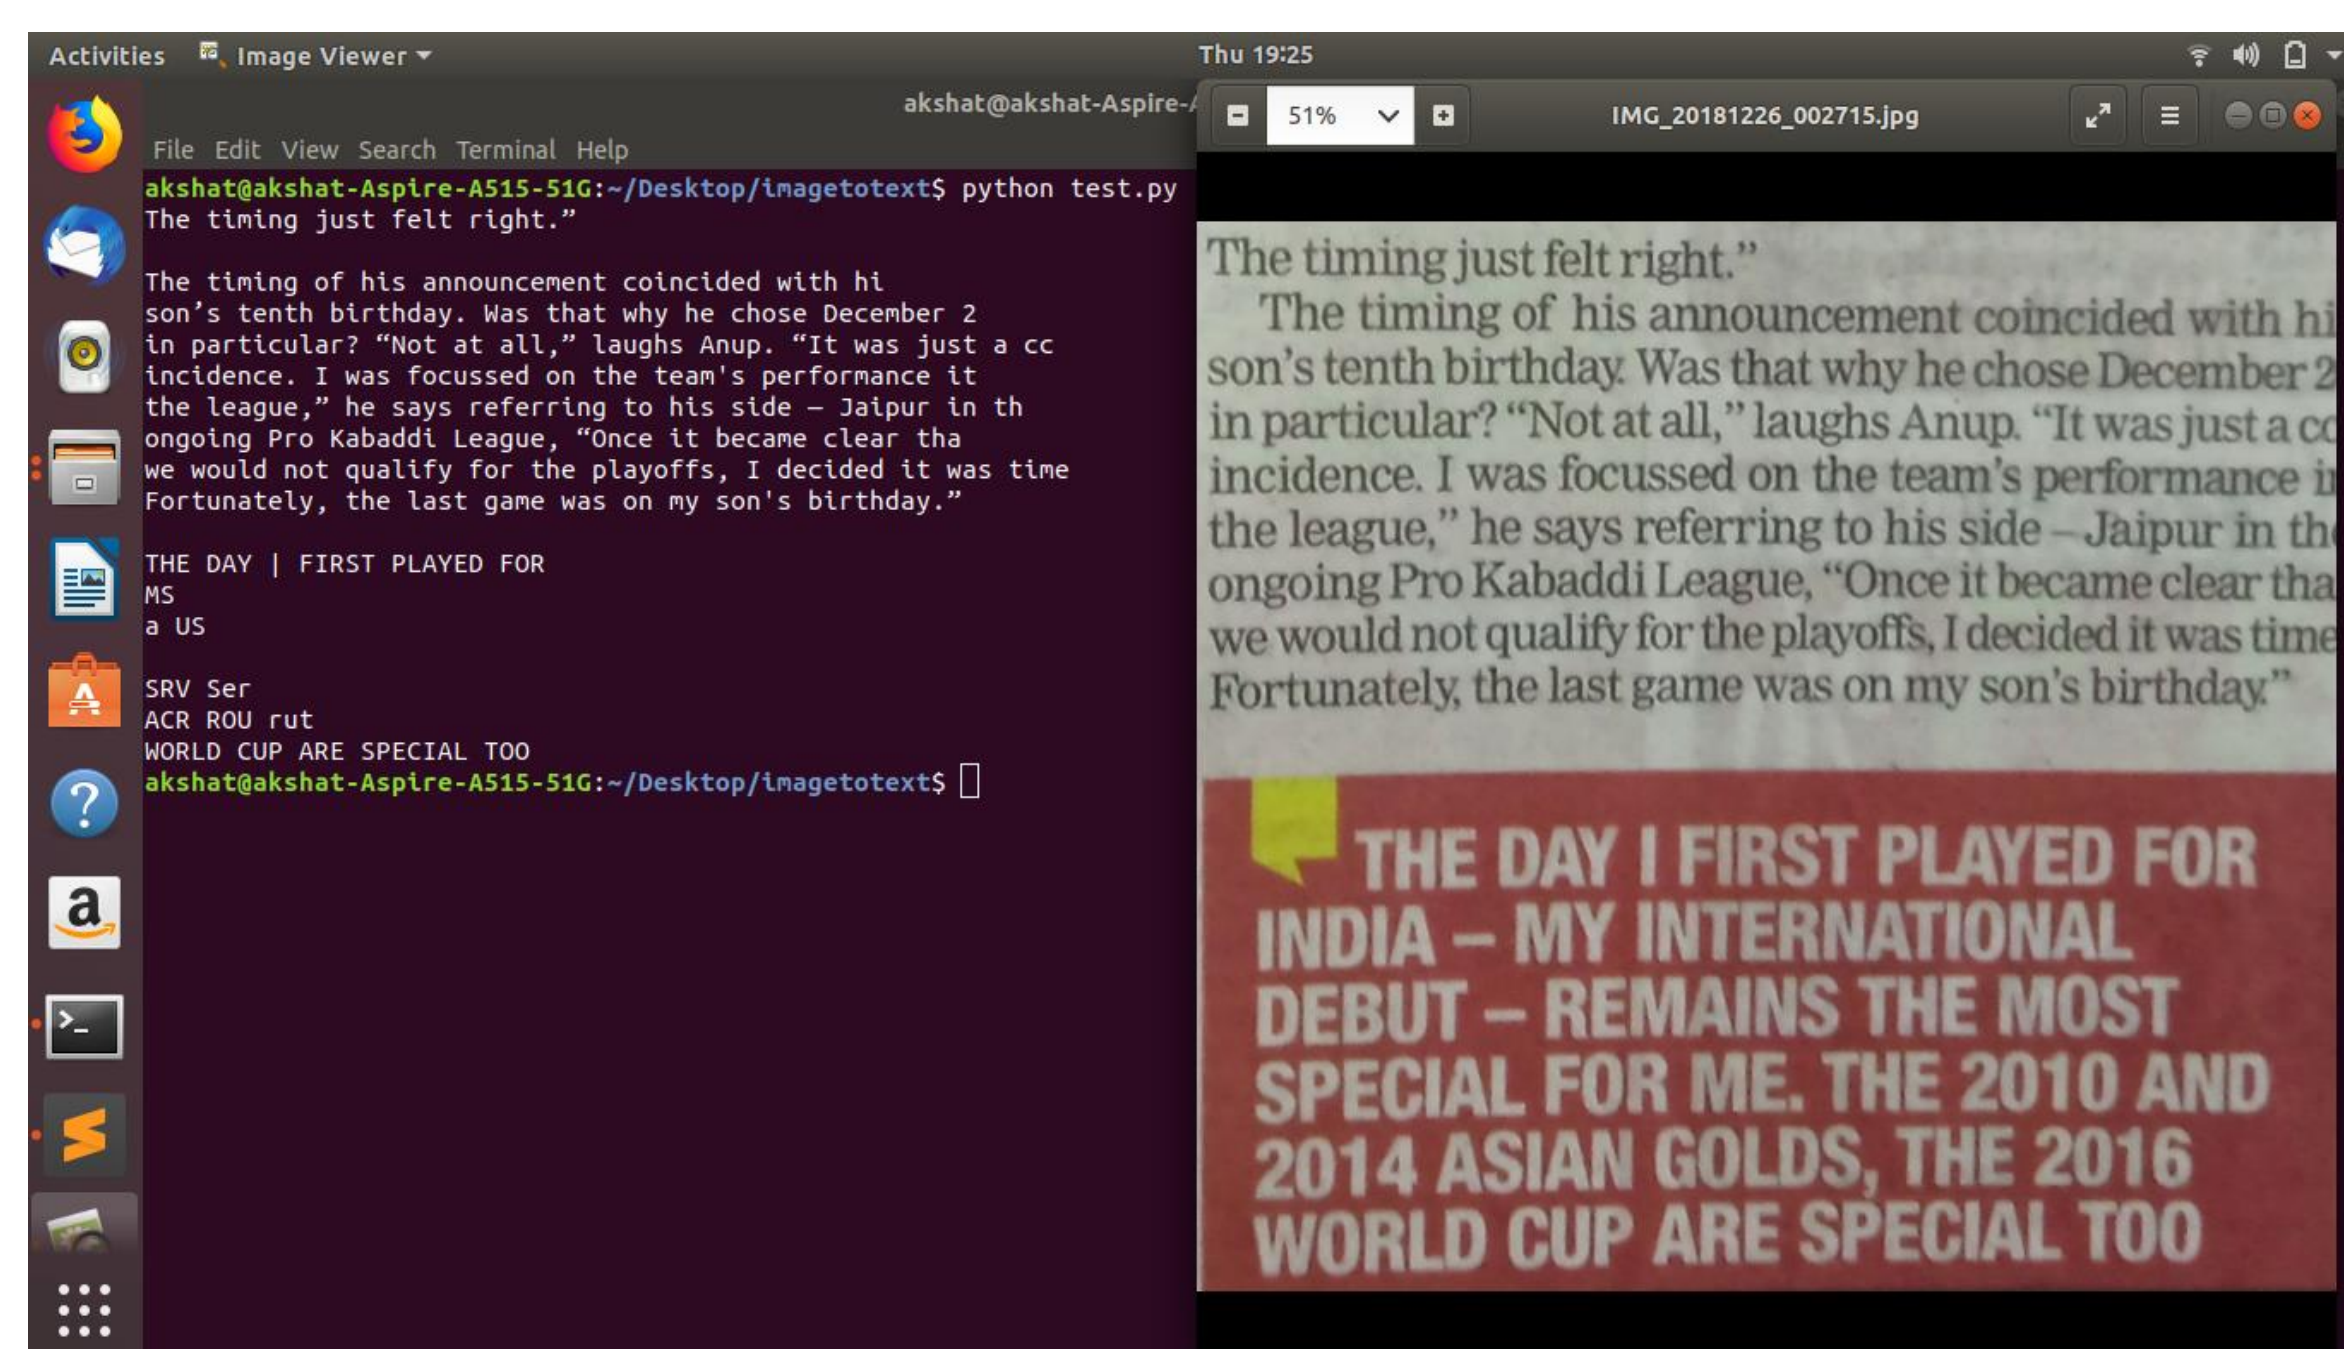 Activities Image Viewer Thu 19:25
akshat@akshat-Aspire-A
File Edit View Search Terminal Help
akshat@akshat-Aspire-A515-51G:~/Desktop/imagetotext$ python test.py
The timing just felt right.”
The timing of his announcement coincided with hi
son’s tenth birthday. Was that why he chose December 2
in particular? “Not at all,” laughs Anup. “It was just a cc
incidence. I was focussed on the team's performance it
the league,” he says referring to his side — Jaipur in th
ongoing Pro Kabaddi League, “Once it became clear tha
we would not qualify for the playoffs, I decided it was time
Fortunately, the last game was on my son's birthday.”
THE DAY | FIRST PLAYED FOR
MS
a US
SRV Ser
ACR ROU rut
WORLD CUP ARE SPECIAL TOO
akshat@akshat-Aspire-A515-51G:~/Desktop/imagetotext$
51% IMG_20181226_002715.jpg
The timing just felt right.”
The timing of his announcement coincided with hi
son’s tenth birthday. Was that why he chose December 2
in particular? “Not at all,” laughs Anup. “It was just a co
incidence. I was focussed on the team's performance in
the league,” he says referring to his side – Jaipur in the
ongoing Pro Kabaddi League, “Once it became clear tha
we would not qualify for the playoffs, I decided it was time
Fortunately, the last game was on my son's birthday.”
THE DAY I FIRST PLAYED FOR
INDIA – MY INTERNATIONAL
DEBUT – REMAINS THE MOST
SPECIAL FOR ME. THE 2010 AND
2014 ASIAN GOLDS, THE 2016
WORLD CUP ARE SPECIAL TOO